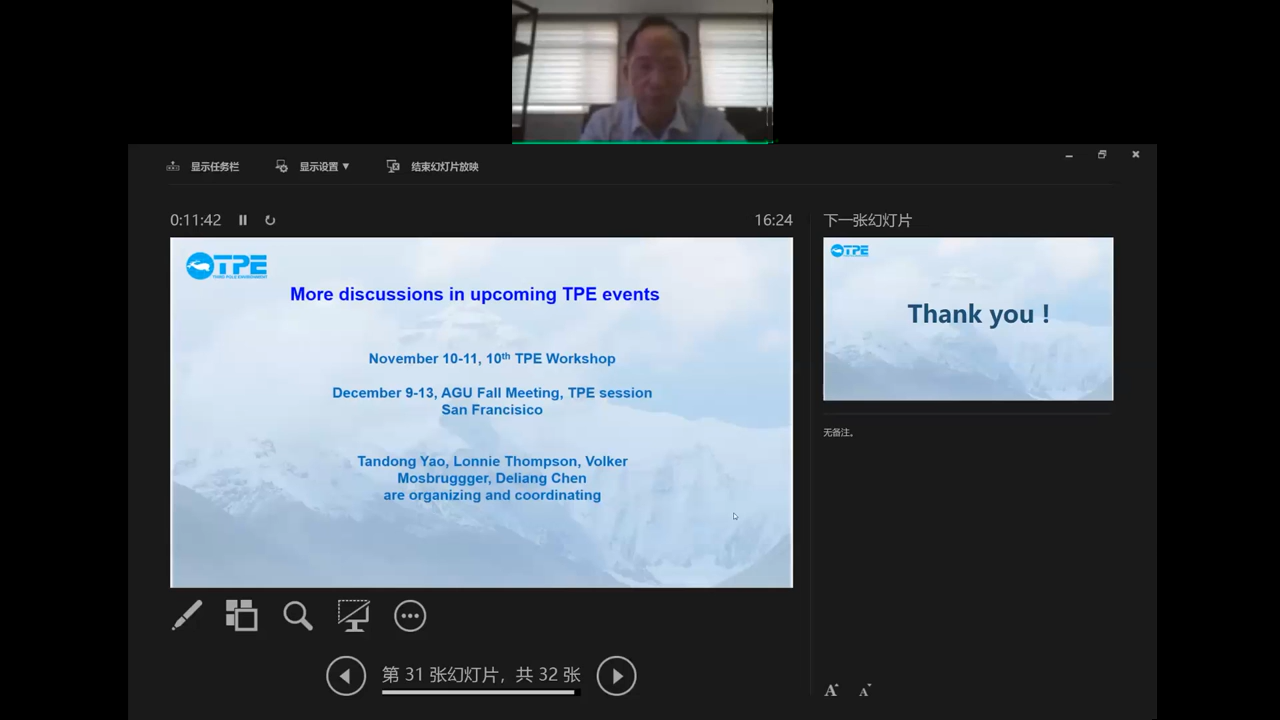 显示任务栏
显示设置 ▼
结束幻灯片放映
0:11:42
16:24
下一张幻灯片
TPE
THIRD POLE ENVIRONMENT
More discussions in upcoming TPE events
November 10-11, 10th TPE Workshop
December 9-13, AGU Fall Meeting, TPE session
San Francisico
Tandong Yao, Lonnie Thompson, Volker
Mosbruggger, Deliang Chen
are organizing and coordinating
TPE
Thank you !
无备注。
第 31 张幻灯片，共 32 张
A A